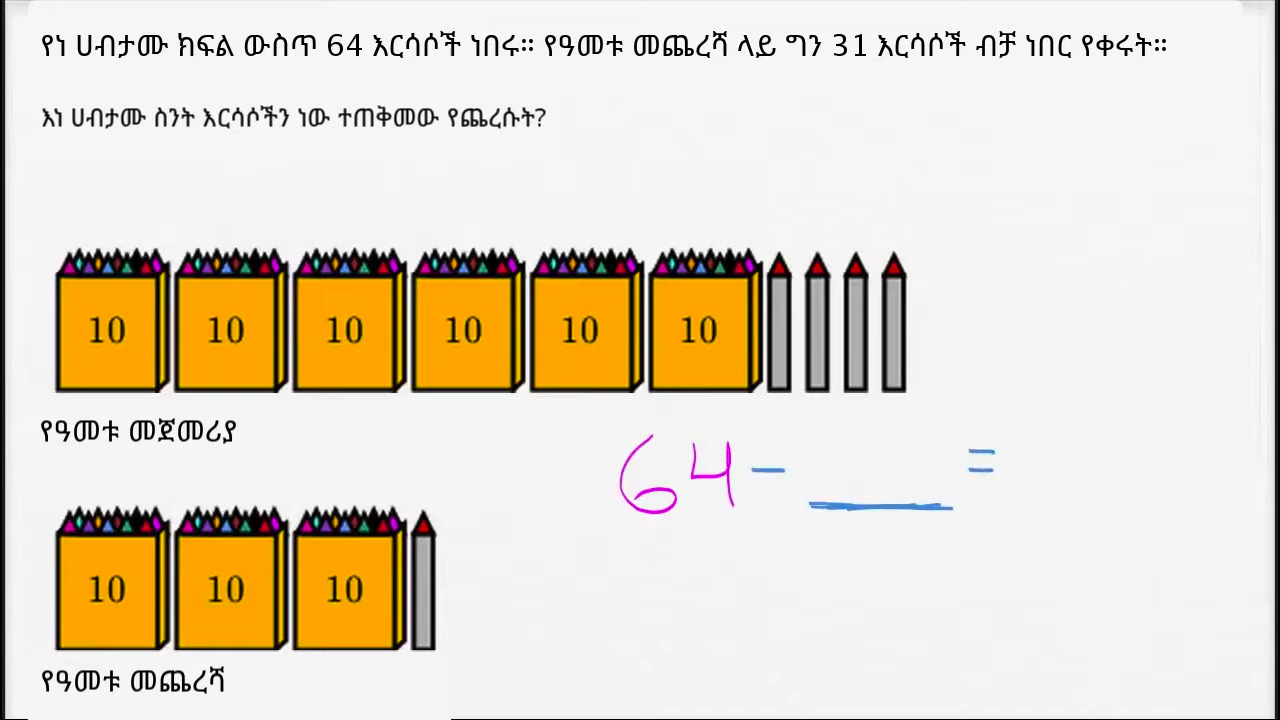 የነ ሀብታሙ ክፍል ውስጥ 64 እርሳሶች ነበሩ። የዓመቱ መጨረሻ ላይ ግን 31 እርሳሶች ብቻ ነበር የቀሩት።
እነ ሀብታሙ ስንት እርሳሶችን ነው ተጠቅመው የጨረሱት?
10 10 10 10 10 10
የዓመቱ መጀመሪያ
64 - ___ =
10 10 10
የዓመቱ መጨረሻ